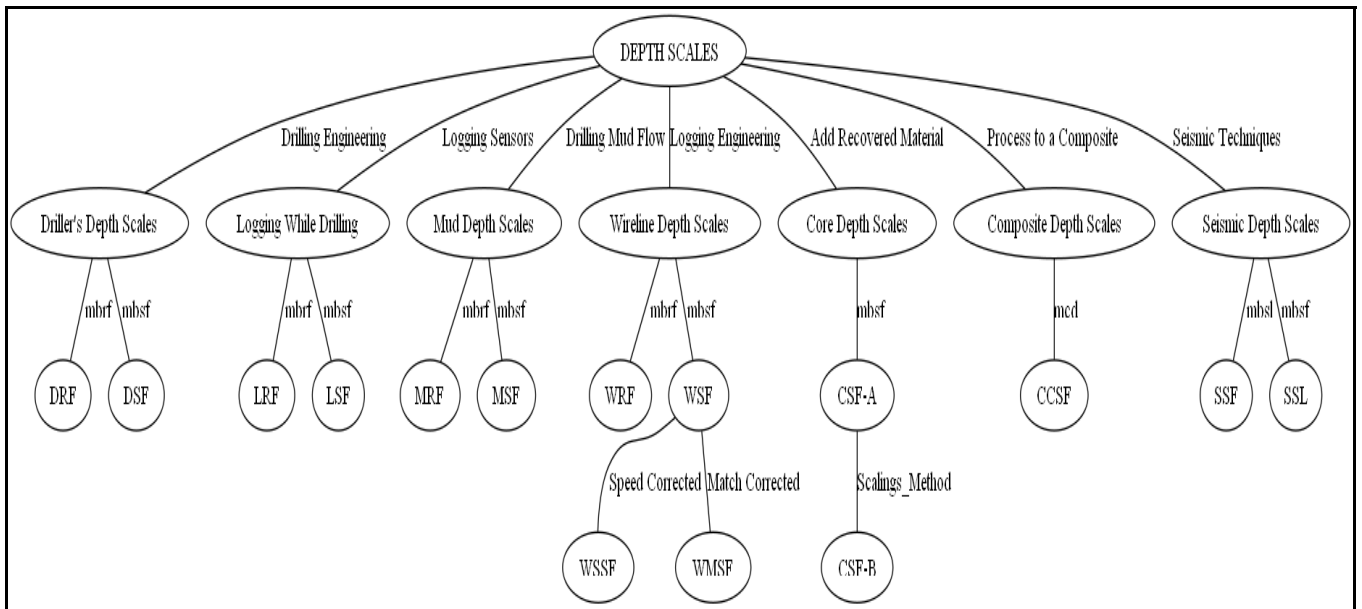 DEPTH SCALES
Drilling Engineering
Logging Sensors
Drilling Mud Flow
Logging Engineering
Add Recovered Material
Process to a Composite
Seismic Techniques
Driller's Depth Scales
Logging While Drilling
Mud Depth Scales
Wireline Depth Scales
Core Depth Scales
Composite Depth Scales
Seismic Depth Scales
mbrf
mbsf
mbrf
mbsf
mbrf
mbsf
mbrf
mbsf
mbsf
mcd
mbsl
mbsf
DRF
DSF
LRF
LSF
MRF
MSF
WRF
WSF
CSF-A
CCSF
SSF
SSL
Speed Corrected
Match Corrected
Scalings_Method
WSSF
WMSF
CSF-B